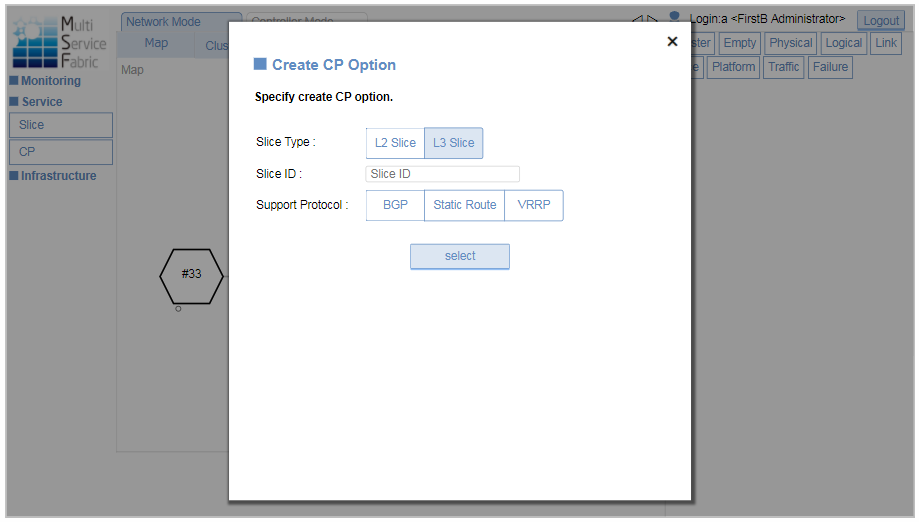 Multi
Service
Fabric
Network Mode
Controller Mode
Login:a <FirstB Administrator>
Logout
Map
Clus
ster
Empty
Physical
Logical
Link
e
Platform
Traffic
Failure
Map
Monitoring
Service
Slice
CP
Infrastructure
#33
×
Create CP Option
Specify create CP option.
Slice Type :
L2 Slice
L3 Slice
Slice ID :
Slice ID
Support Protocol :
BGP
Static Route
VRRP
select